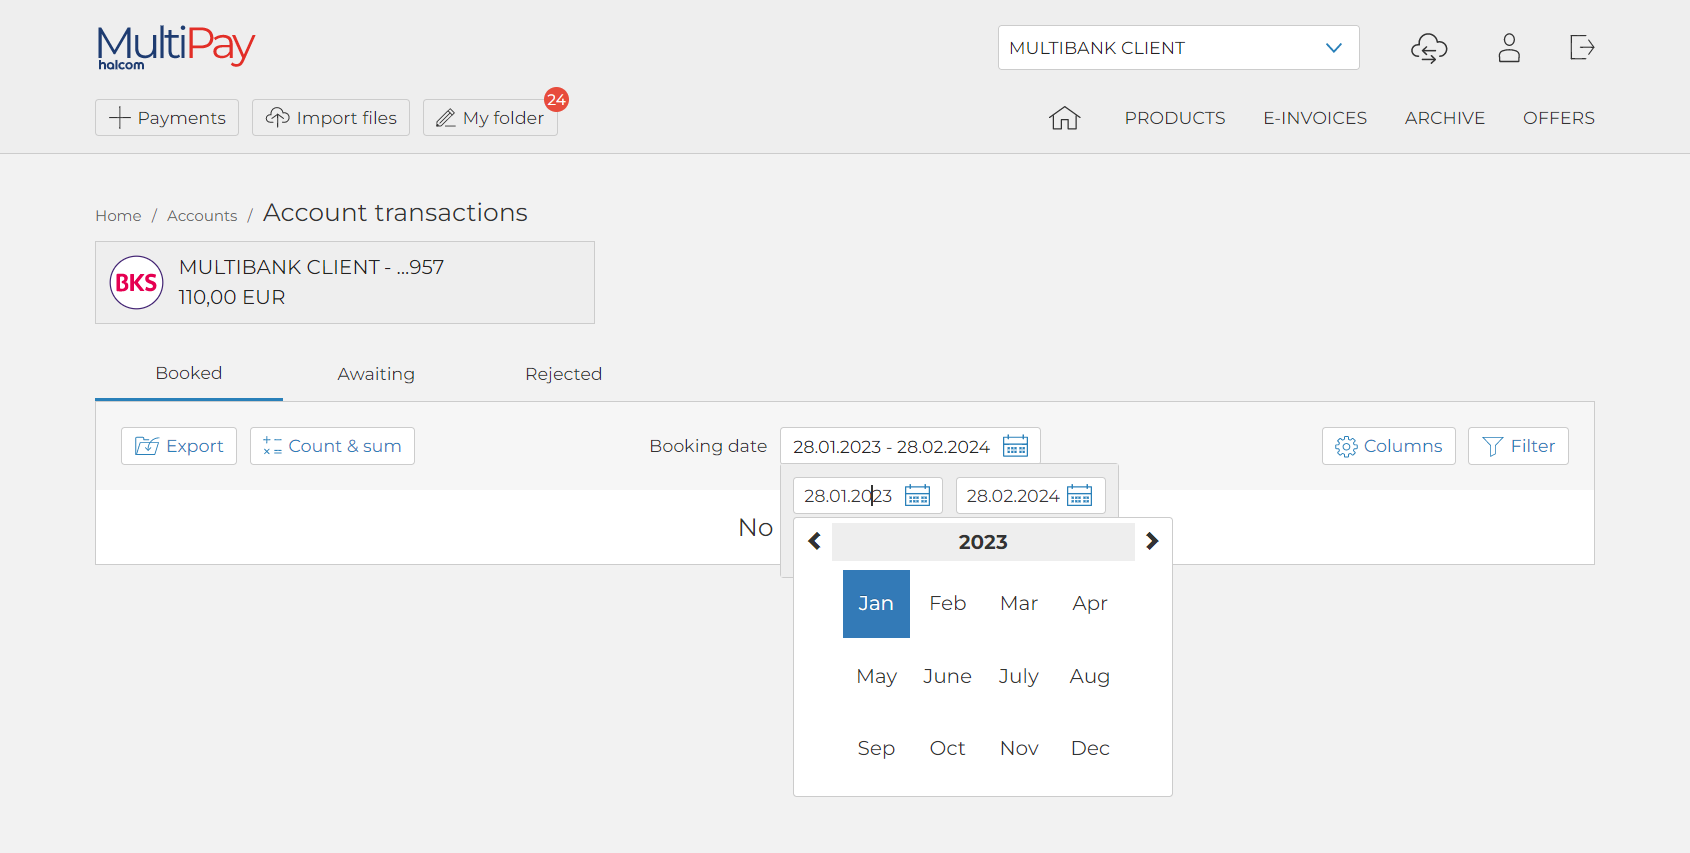 MultiPay
halcom
MULTIBANK CLIENT
Payments
Import files
My folder
24
PRODUCTS
E-INVOICES
ARCHIVE
OFFERS
Home / Accounts / Account transactions
BKS
MULTIBANK CLIENT - ...957
110,00 EUR
Booked
Awaiting
Rejected
Export
Count & sum
Booking date
28.01.2023 - 28.02.2024
Columns
Filter
28.01.2023
28.02.2024
No
2023
Jan Feb Mar Apr
May June July Aug
Sep Oct Nov Dec